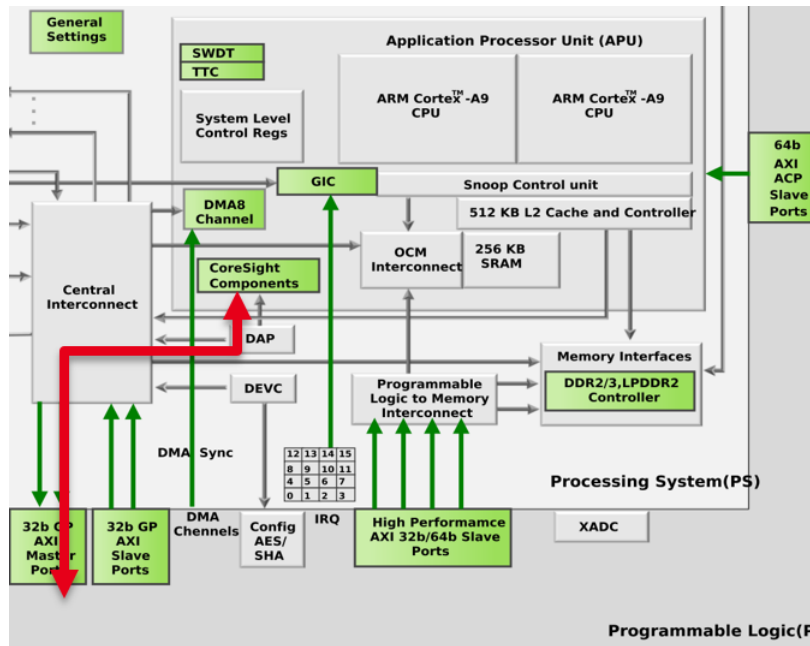 General
Settings
Application Processor Unit (APU)
SWDT
TTC
System Level
Control Regs
ARM Cortex™-A9
CPU
ARM Cortex™-A9
CPU
64b
AXI
ACP
Slave
Ports
GIC
Snoop Control unit
DMA8
Channel
512 KB L2 Cache and Controller
OCM
Interconnect
256 KB
SRAM
CoreSight
Components
Central
Interconnect
DAP
Memory Interfaces
DDR2/3,LPDDR2
Controller
DEVC
Programmable
Logic to Memory
Interconnect
DMA Sync
12 13 14 15
8 9 10 11
4 5 6 7
0 1 2 3
Processing System(PS)
32b GP
AXI
Master
Ports
32b GP
AXI
Slave
Ports
DMA
Channels
Config
AES/
SHA
IRQ
High Performamce
AXI 32b/64b Slave
Ports
XADC
Programmable Logic(P